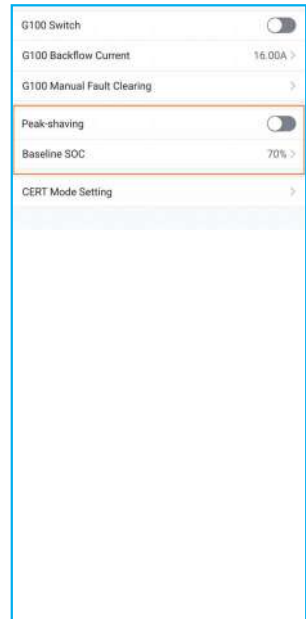 G100 Switch
G100 Backflow Current 16.00A >
G100 Manual Fault Clearing >
Peak-shaving
Baseline SOC 70% >
CERT Mode Setting >